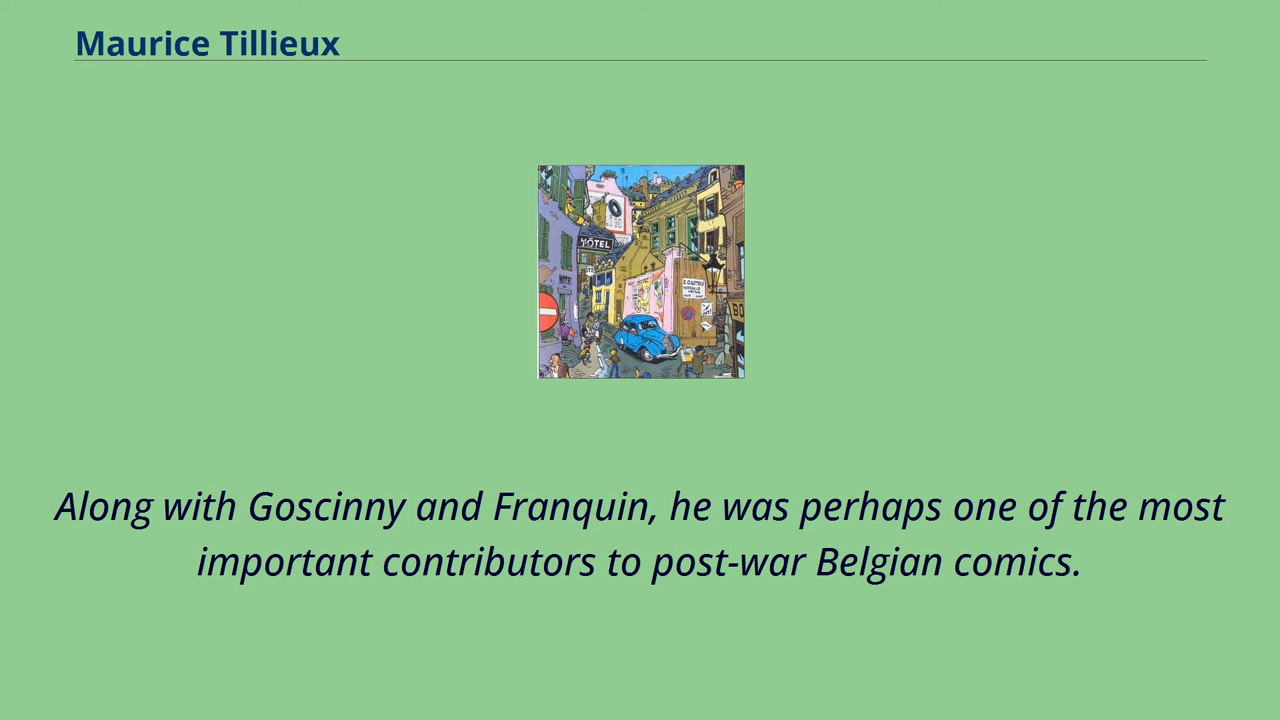 Maurice Tillieux
HÔTEL
Along with Goscinny and Franquin, he was perhaps one of the most
important contributors to post-war Belgian comics.